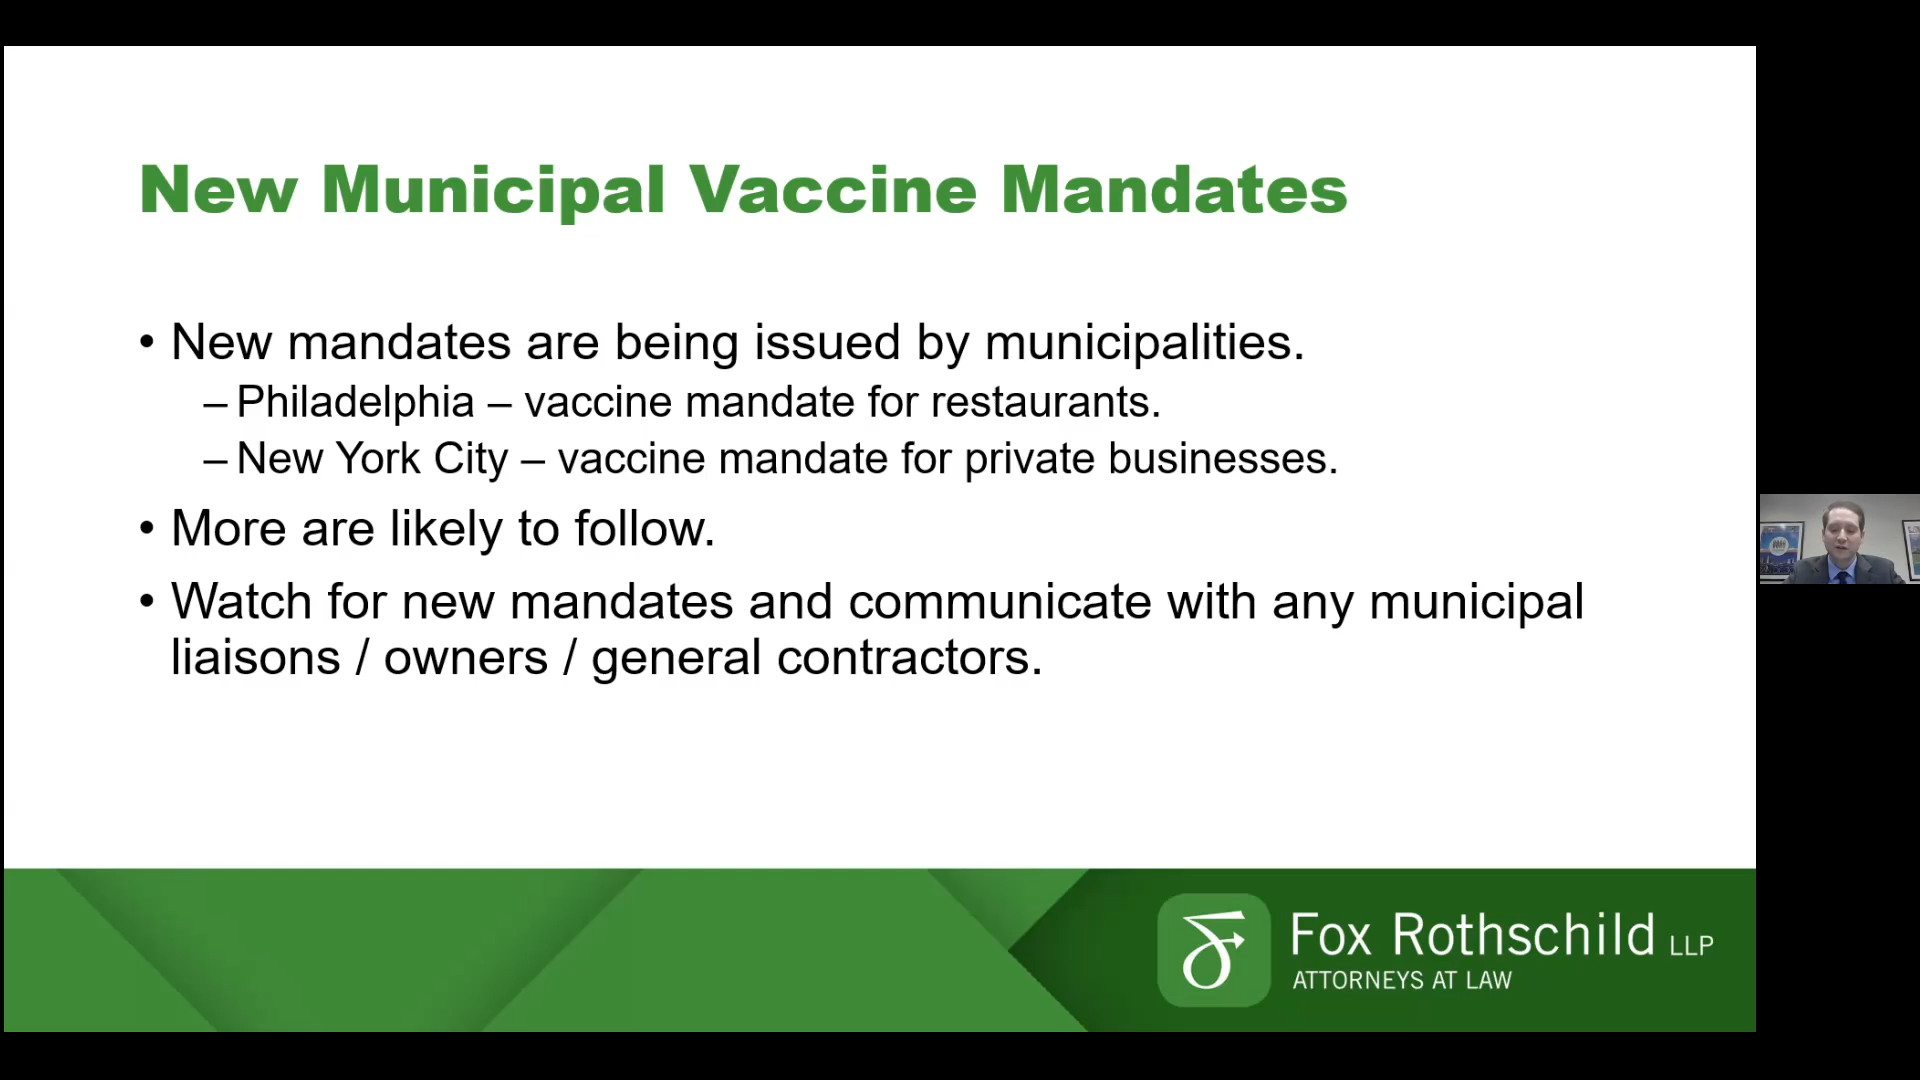 New Municipal Vaccine Mandates
• New mandates are being issued by municipalities.
– Philadelphia – vaccine mandate for restaurants.
– New York City – vaccine mandate for private businesses.
• More are likely to follow.
• Watch for new mandates and communicate with any municipal
liaisons / owners / general contractors.
Fox Rothschild LLP
ATTORNEYS AT LAW